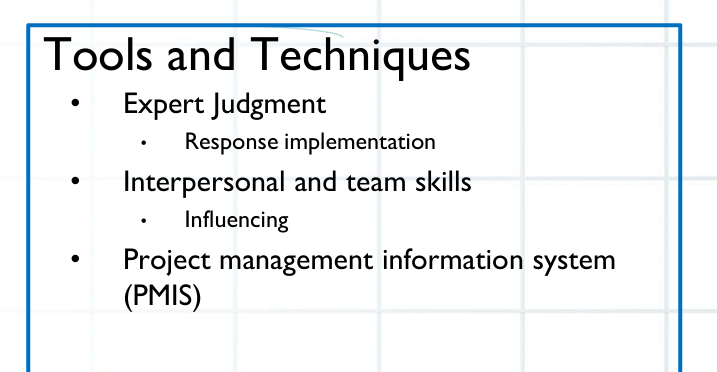 Tools and Techniques
• Expert Judgment
• Response implementation
• Interpersonal and team skills
• Influencing
• Project management information system
(PMIS)